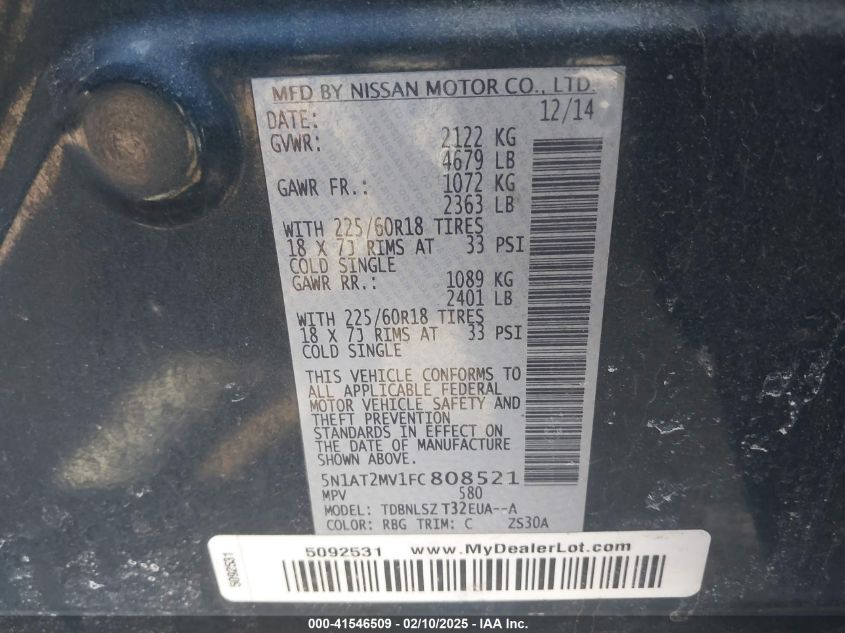 MFD BY NISSAN MOTOR CO., LTD.
DATE: 12/14
GVWR: 2122 KG
4679 LB
GAWR FR.: 1072 KG
2363 LB
WITH 225/60R18 TIRES
18 X 7J RIMS AT 33 PSI
COLD SINGLE
GAWR RR.: 1089 KG
2401 LB
WITH 225/60R18 TIRES
18 X 7J RIMS AT 33 PSI
COLD SINGLE
THIS VEHICLE CONFORMS TO
ALL APPLICABLE FEDERAL
MOTOR VEHICLE SAFETY AND
THEFT PREVENTION
STANDARDS IN EFFECT ON
THE DATE OF MANUFACTURE
SHOWN ABOVE.
5N1AT2MV1FC808521
MPV 580
MODEL: TDBNLSZ T32EUA--A
COLOR: RBG TRIM: C ZS30A
5092531 www.MyDealerLot.com
5092531
000-41546509 - 02/10/2025 - IAAI Inc.